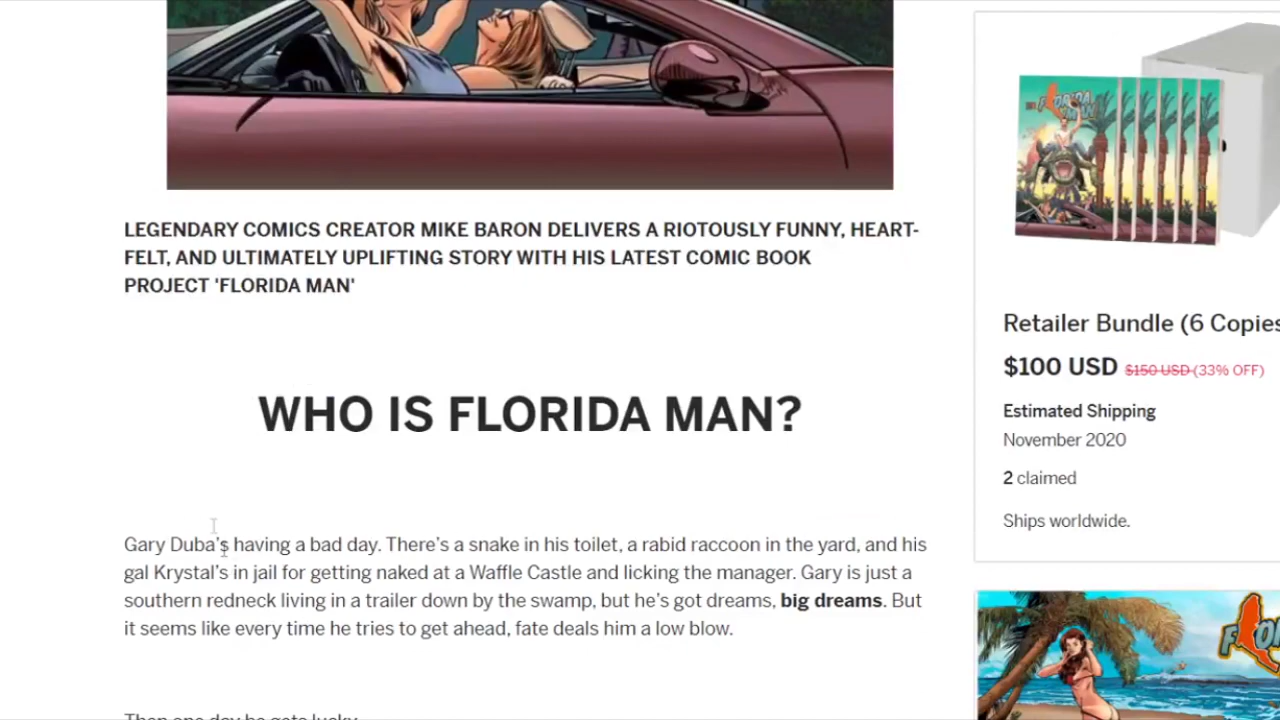 LEGENDARY COMICS CREATOR MIKE BARON DELIVERS A RIOTOUSLY FUNNY, HEART-
FELT, AND ULTIMATELY UPLIFTING STORY WITH HIS LATEST COMIC BOOK
PROJECT 'FLORIDA MAN'
WHO IS FLORIDA MAN?
Gary Duba's having a bad day. There's a snake in his toilet, a rabid raccoon in the yard, and his
gal Krystal's in jail for getting naked at a Waffle Castle and licking the manager. Gary is just a
southern redneck living in a trailer down by the swamp, but he's got dreams, big dreams. But
it seems like every time he tries to get ahead, fate deals him a low blow.
Then one day he gets lucky
FLORIDA
MAN
Retailer Bundle (6 Copies
$100 USD $150 USD (33% OFF)
Estimated Shipping
November 2020
2 claimed
Ships worldwide.